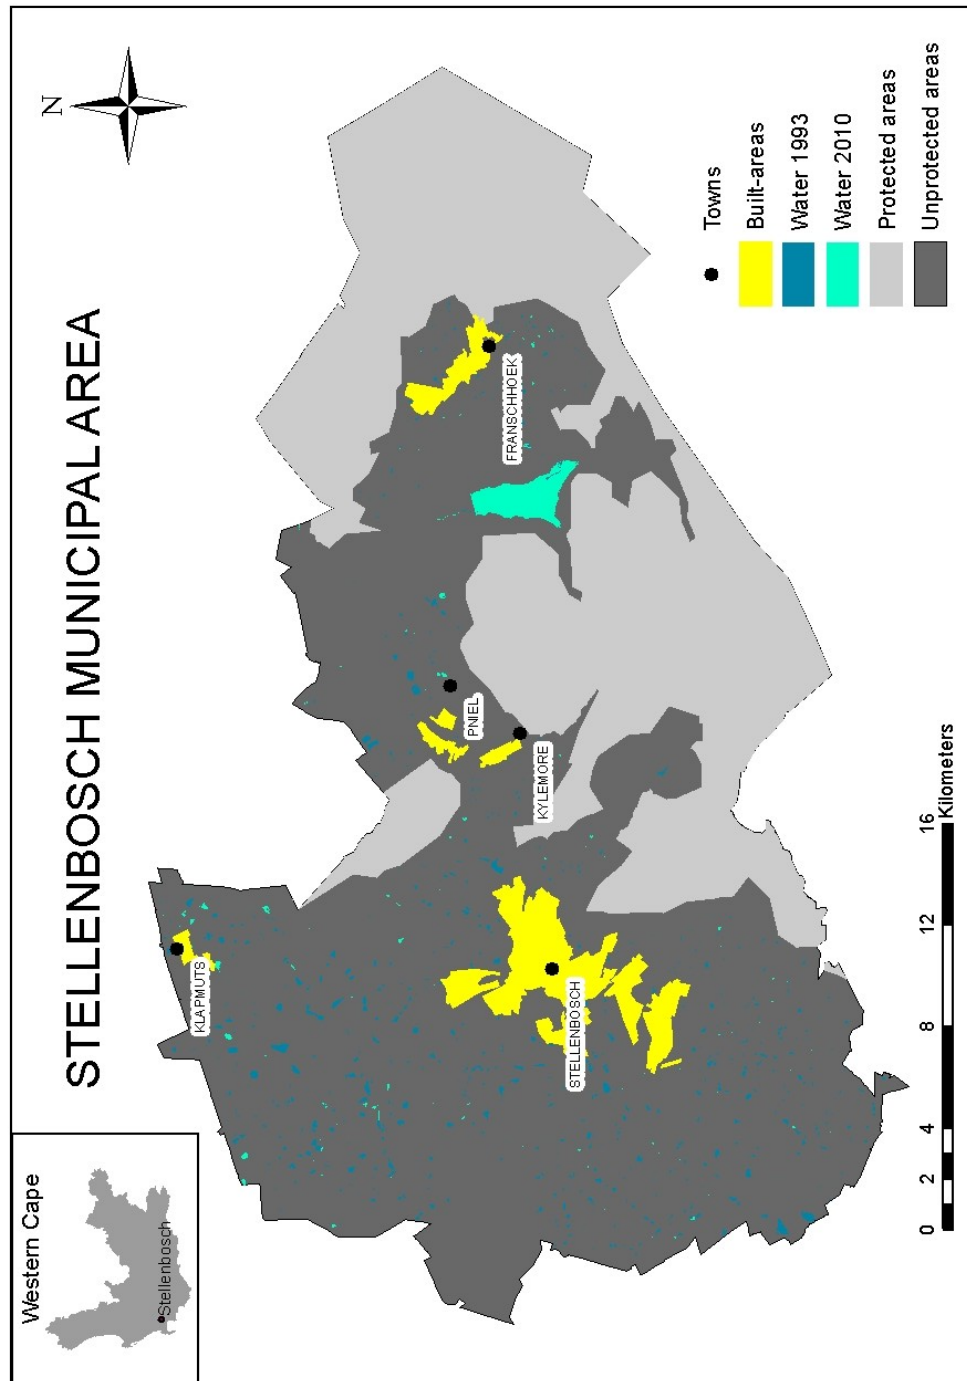 STELLENBOSCH MUNICIPAL AREA
N
Western Cape
Stellenbosch
KLAPMUTS
PNIEL
KYLEMORE
FRANSCHHOEK
STELLENBOSCH
Towns
Built-areas
Water 1993
Water 2010
Protected areas
Unprotected areas
0 2 4 8 12 16
Kilometers